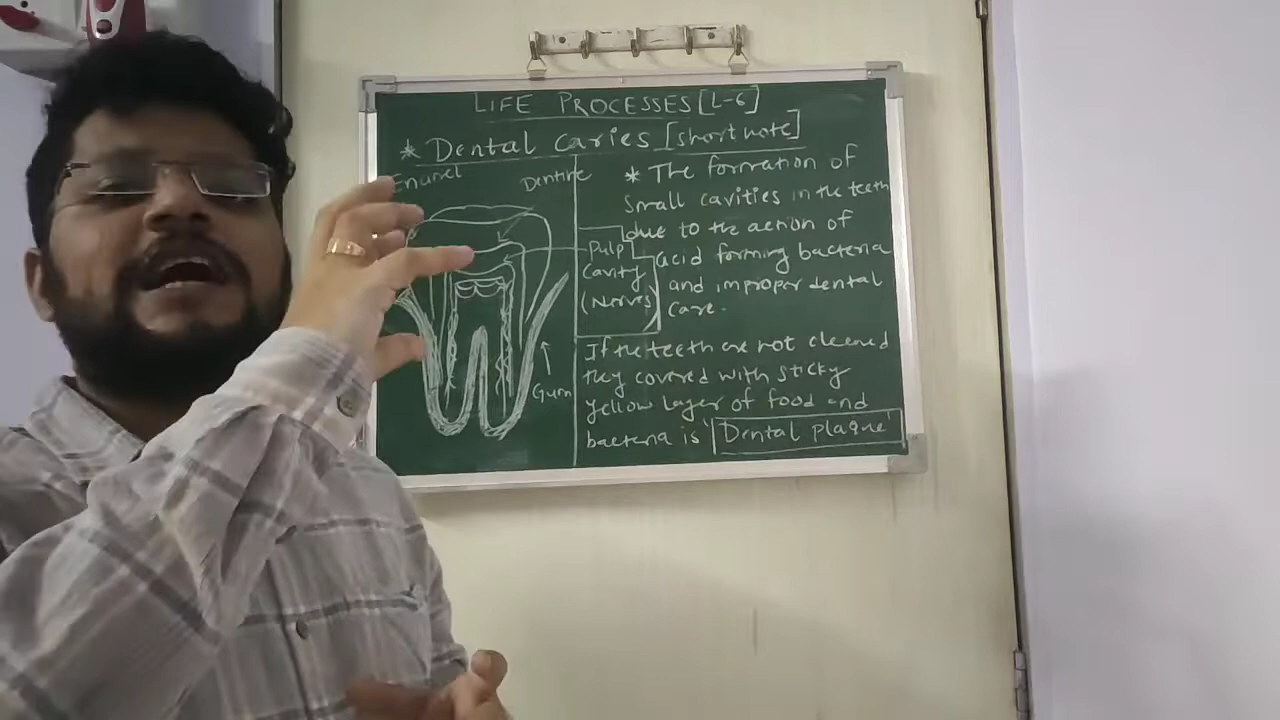 LIFE PROCESSES [L-6]
* Dental caries [short note]
Enamel
Dentine
Pulp
cavity
(Nerves)
Gum
* The formation of
small cavities in the teeth
due to the action of
acid forming bacteria
and improper dental
care.
If the teeth are not cleaned
they covered with sticky
yellow layer of food and
bacteria is 'Dental plaque'